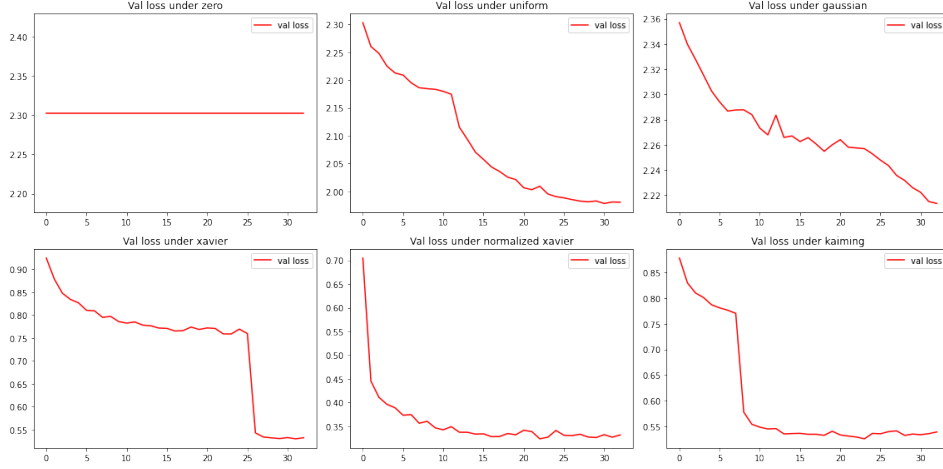 Val loss under zero
val loss
2.40
2.35
2.30
2.25
2.20
0 5 10 15 20 25 30
Val loss under uniform
val loss
2.30
2.25
2.20
2.15
2.10
2.05
2.00
0 5 10 15 20 25 30
Val loss under gaussian
val loss
2.36
2.34
2.32
2.30
2.28
2.26
2.24
2.22
0 5 10 15 20 25 30
Val loss under xavier
val loss
0.90
0.85
0.80
0.75
0.70
0.65
0.60
0.55
0 5 10 15 20 25 30
Val loss under normalized xavier
val loss
0.70
0.65
0.60
0.55
0.50
0.45
0.40
0.35
0 5 10 15 20 25 30
Val loss under kaiming
val loss
0.85
0.80
0.75
0.70
0.65
0.60
0.55
0 5 10 15 20 25 30